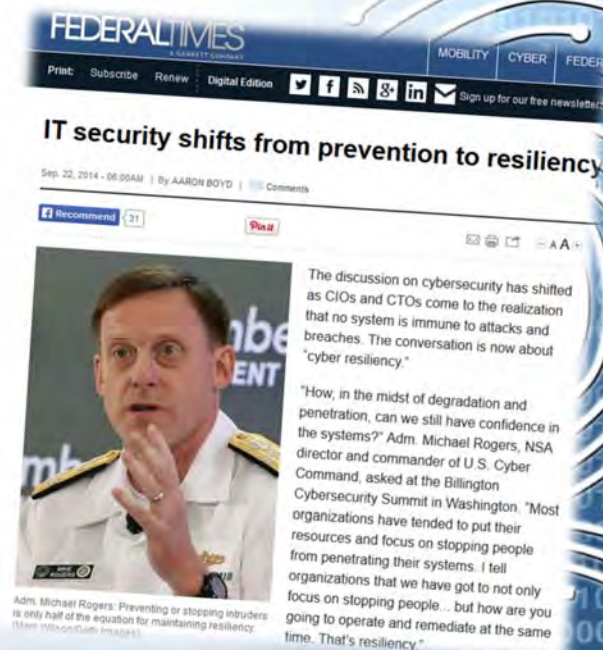 FEDERALTIMES
A GANNETT COMPANY
MOBILITY CYBER FEDER
Print: Subscribe Renew Digital Edition Sign up for our free newsletters
IT security shifts from prevention to resiliency
Sep. 22, 2014 - 06:00AM | By AARON BOYD | Comments
Recommend 31
Pin it
A A
The discussion on cybersecurity has shifted
as CIOs and CTOs come to the realization
that no system is immune to attacks and
breaches. The conversation is now about
"cyber resiliency."
"How, in the midst of degradation and
penetration, can we still have confidence in
the systems?" Adm. Michael Rogers, NSA
director and commander of U.S. Cyber
Command, asked at the Billington
Cybersecurity Summit in Washington. "Most
organizations have tended to put their
resources and focus on stopping people
from penetrating their systems. I tell
organizations that we have got to not only
focus on stopping people... but how are you
going to operate and remediate at the same
time. That's resiliency."
Adm. Michael Rogers: Preventing or stopping intruders
is only half of the equation for maintaining resiliency.
(Mark Wilson/Getty Images)